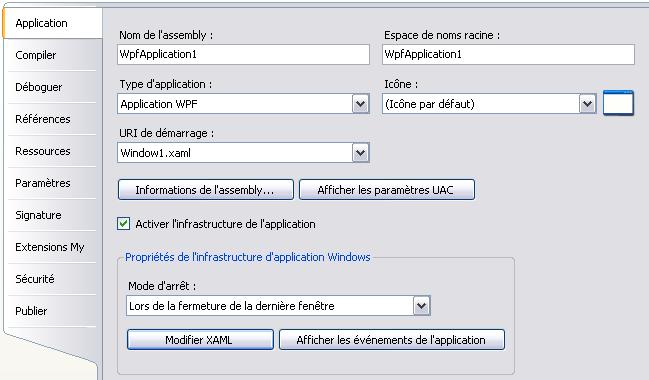 Application
Compiler
Déboguer
Références
Ressources
Paramètres
Signature
Extensions My
Sécurité
Publier
Nom de l'assembly :
Espace de noms racine :
WpfApplication1
WpfApplication1
Type d'application :
Icône :
Application WPF
(Icône par défaut)
URI de démarrage :
Window1.xaml
Informations de l'assembly...
Afficher les paramètres UAC
Activer l'infrastructure de l'application
Propriétés de l'infrastructure d'application Windows
Mode d'arrêt :
Lors de la fermeture de la dernière fenêtre
Modifier XAML
Afficher les événements de l'application